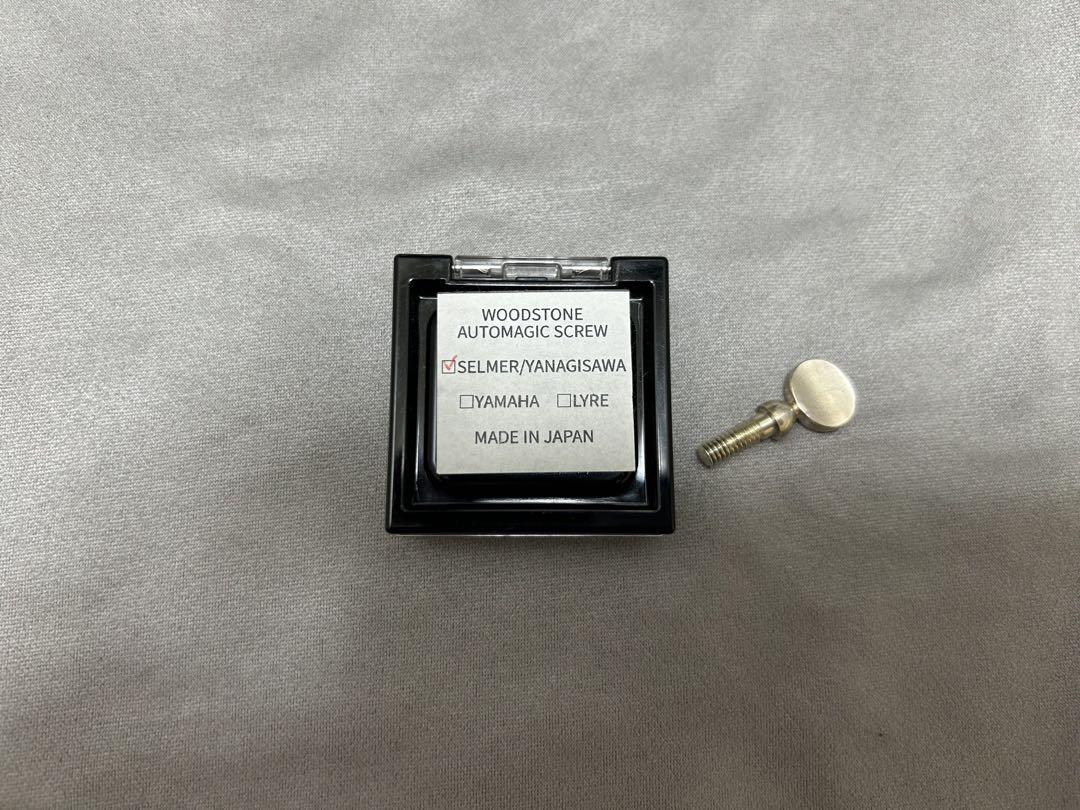 WOODSTONE
AUTOMAGIC SCREW
☑SELMER/YANAGISAWA
☐YAMAHA ☐LYRE
MADE IN JAPAN